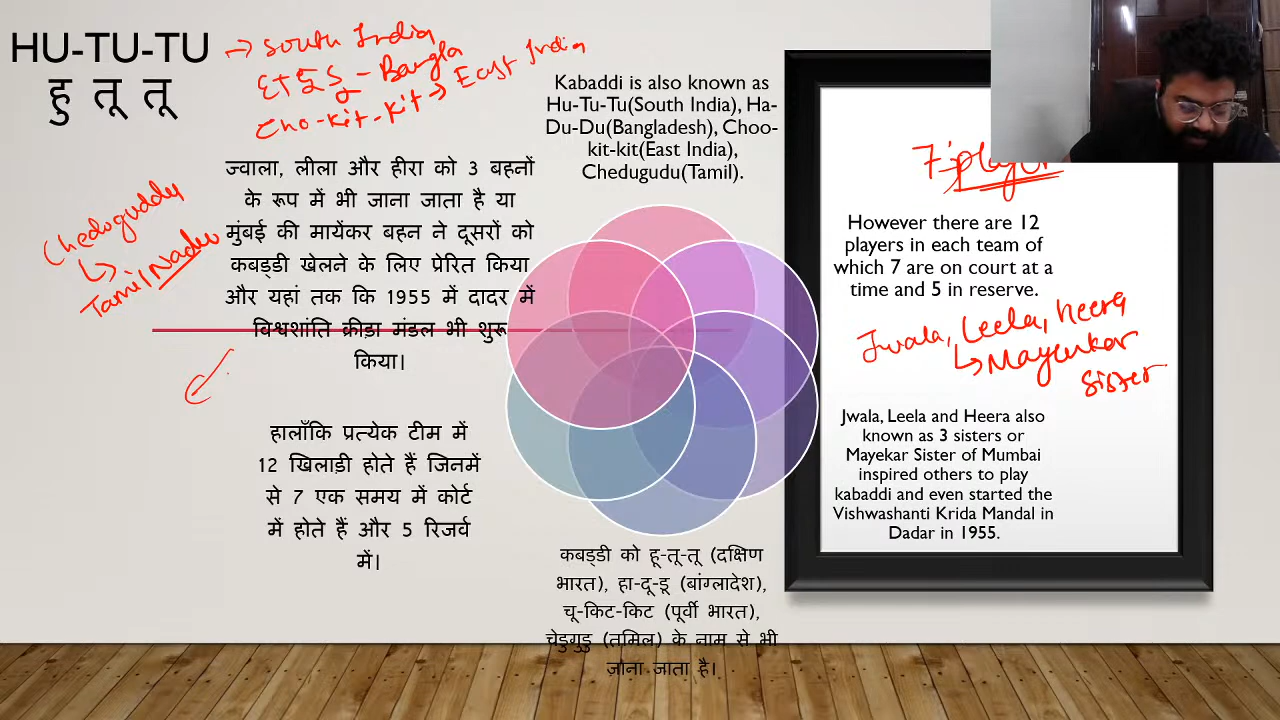 HU-TU-TU
हु तू तू
→ South India
- Bangla
Cho-kit-kit → East India
Kabaddi is also known as
Hu-Tu-Tu(South India), Ha-
Du-Du(Bangladesh), Choo-
kit-kit(East India),
Chedugudu(Tamil).
ज्वाला, लीला और हीरा को 3 बहनों
के रूप में भी जाना जाता है या
मुंबई की मायेंकर बहन ने दूसरों को
कबड्डी खेलने के लिए प्रेरित किया
और यहां तक कि 1955 में दादर में
विश्वशांति क्रीड़ा मंडल भी शुरू
किया।
Cheduguddu
↳ Tamil Nadu
हालाँकि प्रत्येक टीम में
12 खिलाड़ी होते हैं जिनमें
से 7 एक समय में कोर्ट
में होते हैं और 5 रिजर्व
में।
कबड्डी को हू-तू-तू (दक्षिण
भारत), हा-दू-डू (बांग्लादेश),
चू-किट-किट (पूर्वी भारत),
चेडुगुडु (तमिल) के नाम से भी
जाना जाता है।
7 player
However there are 12
players in each team of
which 7 are on court at a
time and 5 in reserve.
Jwala, Leela, Heera
↳ Mayenkar
Sister
Jwala, Leela and Heera also
known as 3 sisters or
Mayekar Sister of Mumbai
inspired others to play
kabaddi and even started the
Vishwashanti Krida Mandal in
Dadar in 1955.